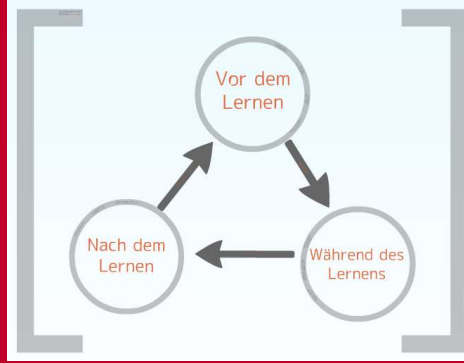 Vor dem
Lernen
Während des
Lernens
Nach dem
Lernen